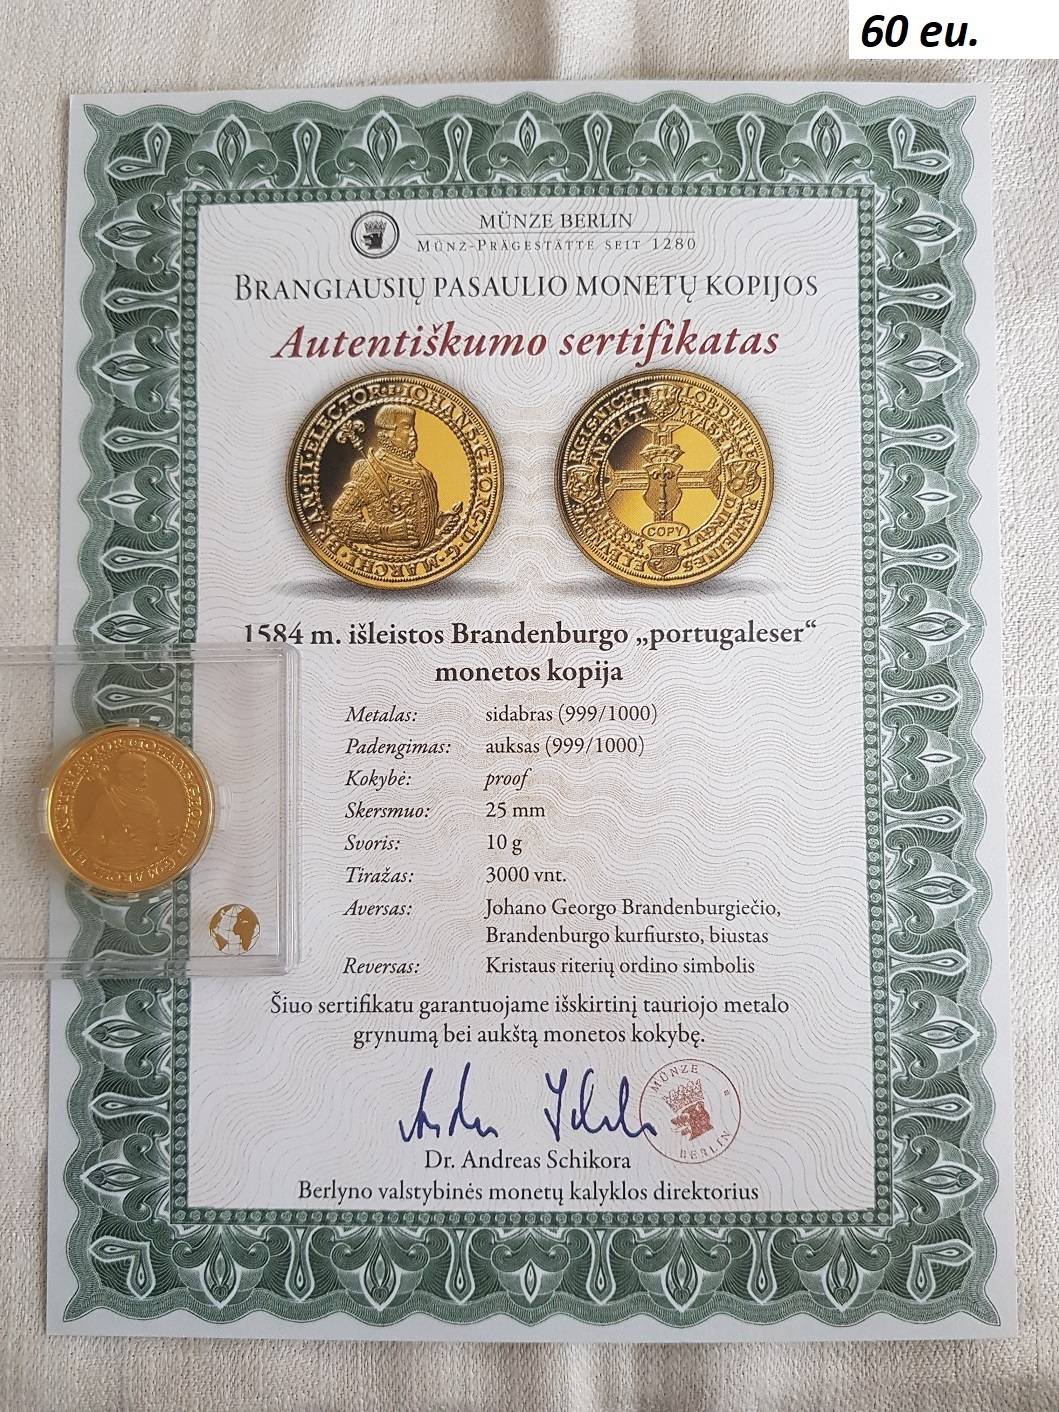 60 eu.
MÜNZE BERLIN
MÜNZ-PRÄGESTÄTTE SEIT 1280
BRANGIAUSIŲ PASAULIO MONETŲ KOPIJOS
Autentiškumo sertifikatas
COPY
1584 m. išleistos Brandenburgo „portugaleser“
monetos kopija
Metalas: sidabras (999/1000)
Padengimas: auksas (999/1000)
Kokybė: proof
Skersmuo: 25 mm
Svoris: 10 g
Tiražas: 3000 vnt.
Aversas: Johano Georgo Brandenburgiečio,
Brandenburgo kurfiursto, biustas
Reversas: Kristaus riterių ordino simbolis
Šiuo sertifikatu garantuojame išskirtinį tauriojo metalo
grynumą bei aukštą monetos kokybę.
MÜNZE BERLIN
Dr. Andreas Schikora
Berlyno valstybinės monetų kalyklos direktorius